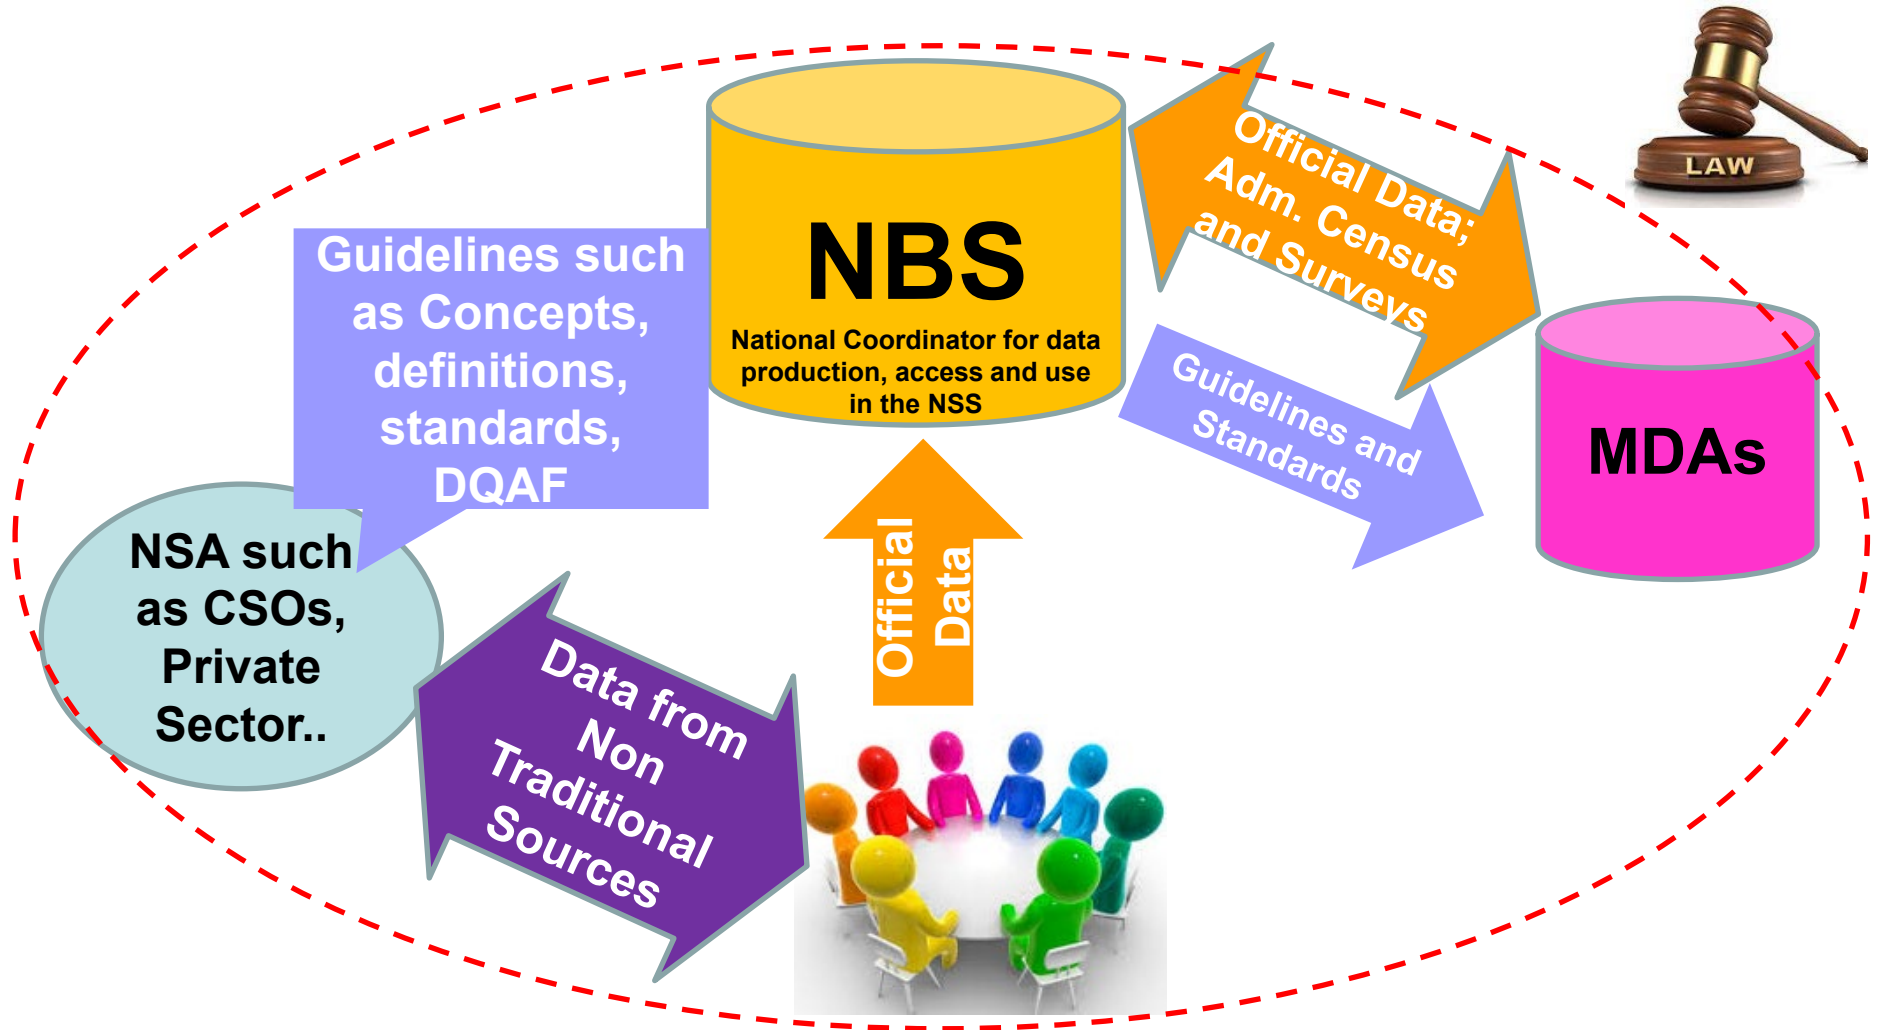 LAW
NBS
National Coordinator for data
production, access and use
in the NSS
Official Data;
Adm. Census
and Surveys
Guidelines and
Standards
MDAs
Guidelines such
as Concepts,
definitions,
standards,
DQAF
NSA such
as CSOs,
Private
Sector..
Data from
Non
Traditional
Sources
Official
Data